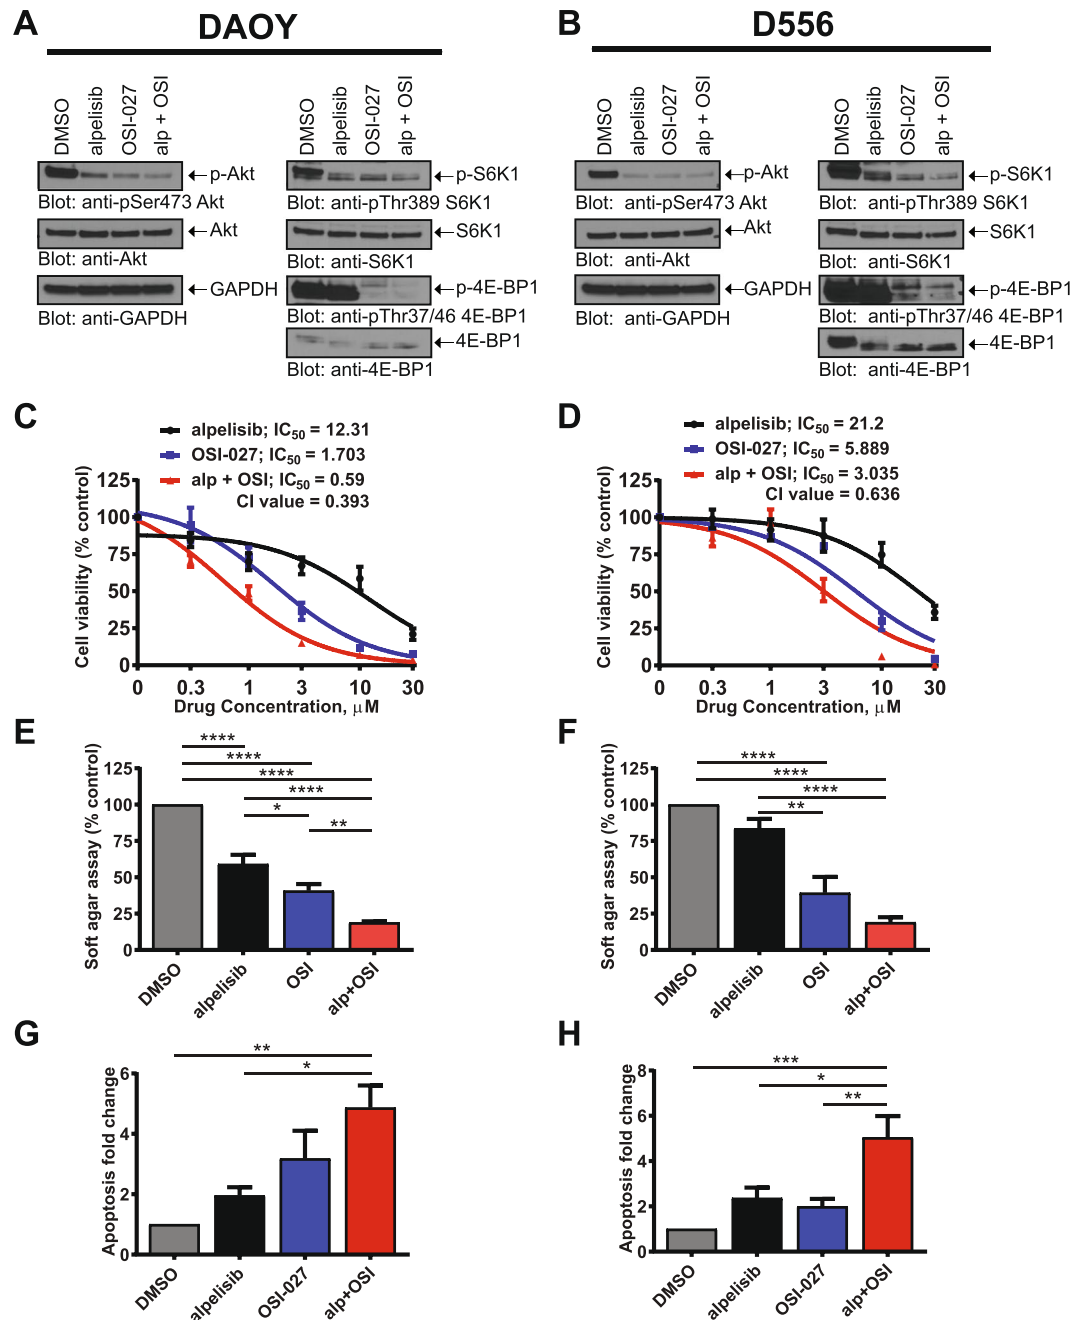 A
DAOY
DMSO
alpelisib
OSI-027
alp + OSI
p-Akt
Blot: anti-pSer473 Akt
Akt
Blot: anti-Akt
GAPDH
Blot: anti-GAPDH
DMSO
alpelisib
OSI-027
alp + OSI
p-S6K1
Blot: anti-pThr389 S6K1
S6K1
Blot: anti-S6K1
p-4E-BP1
Blot: anti-pThr37/46 4E-BP1
4E-BP1
Blot: anti-4E-BP1
B
D556
DMSO
alpelisib
OSI-027
alp + OSI
p-Akt
Blot: anti-pSer473 Akt
Akt
Blot: anti-Akt
GAPDH
Blot: anti-GAPDH
DMSO
alpelisib
OSI-027
alp + OSI
p-S6K1
Blot: anti-pThr389 S6K1
S6K1
Blot: anti-S6K1
p-4E-BP1
Blot: anti-pThr37/46 4E-BP1
4E-BP1
Blot: anti-4E-BP1
C
alpelisib; IC50 = 12.31
OSI-027; IC50 = 1.703
alp + OSI; IC50 = 0.59
CI value = 0.393
Cell viability (% control)
125
100
75
50
25
0
0 0.3 1 3 10 30
Drug Concentration, μM
D
alpelisib; IC50 = 21.2
OSI-027; IC50 = 5.889
alp + OSI; IC50 = 3.035
CI value = 0.636
Cell viability (% control)
125
100
75
50
25
0
0 0.3 1 3 10 30
Drug Concentration, μM
E
Soft agar assay (% control)
125
100
75
50
25
0
****
****
****
****
*
**
DMSO
alpelisib
OSI
alp+OSI
F
Soft agar assay (% control)
125
100
75
50
25
0
****
****
****
**
DMSO
alpelisib
OSI
alp+OSI
G
Apoptosis fold change
6
4
2
0
**
*
DMSO
alpelisib
OSI-027
alp+OSI
H
Apoptosis fold change
8
6
4
2
0
***
*
**
DMSO
alpelisib
OSI-027
alp+OSI